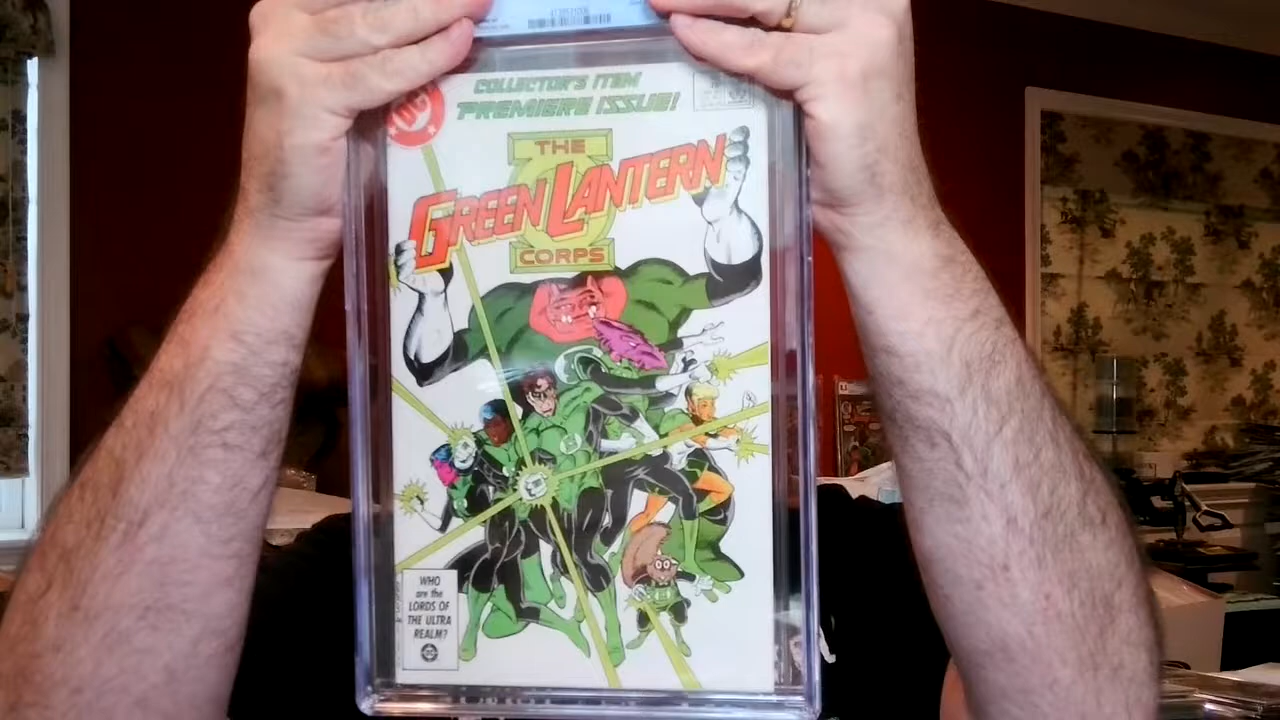 COLLECTOR'S ITEM
PREMIERE ISSUE!
DC
THE
GREEN LANTERN
CORPS
WHO
are the
LORDS OF
THE ULTRA
REALM?